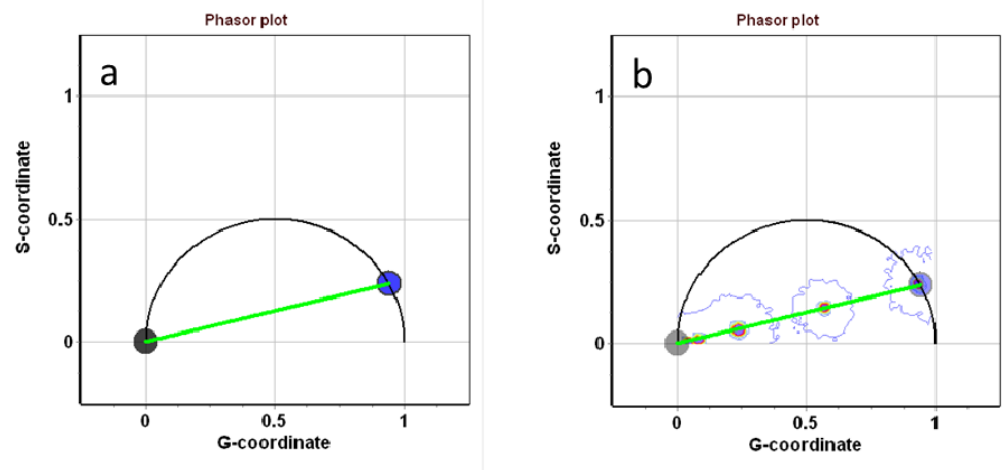 Phasor plot
a
1
0.5
0
S-coordinate
0 0.5 1
G-coordinate
Phasor plot
b
1
0.5
0
S-coordinate
0 0.5 1
G-coordinate